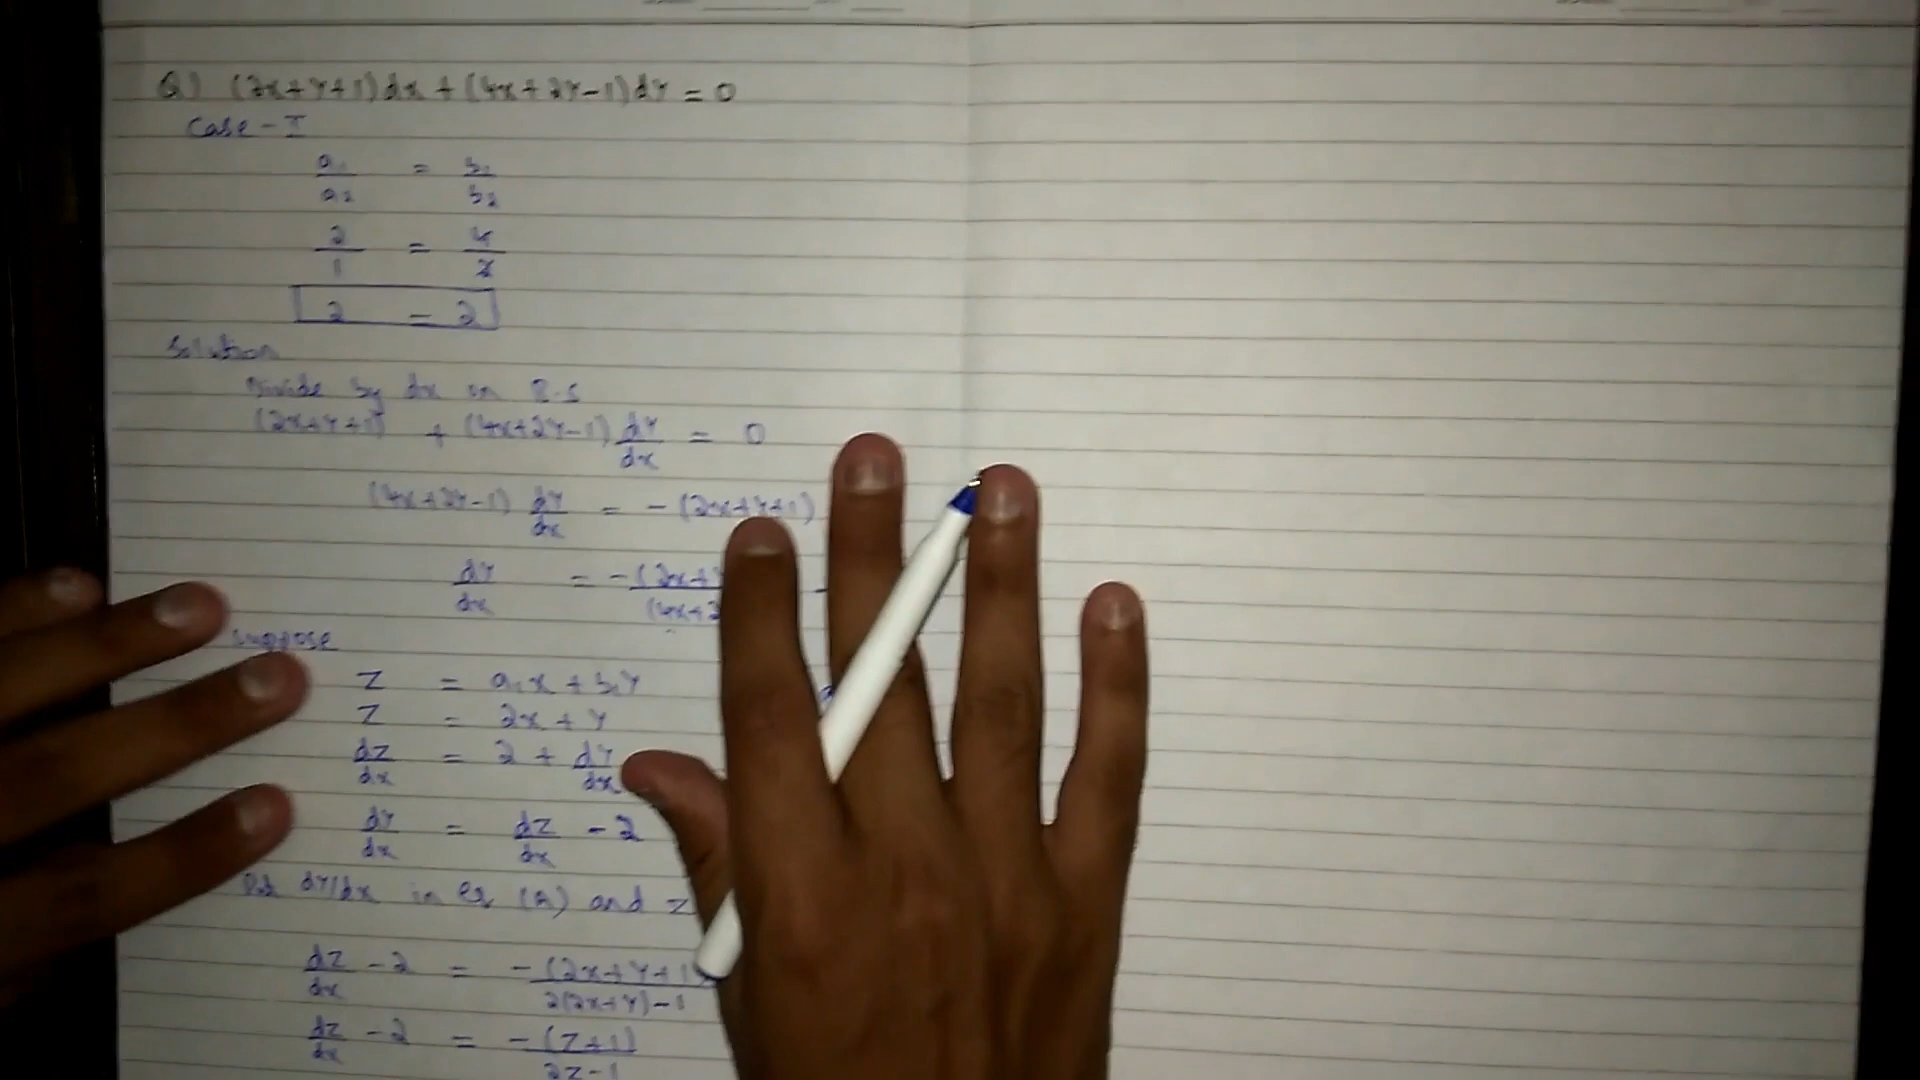 Q) (2x+y+1)dx + (4x+2y-1)dy = 0
Case - I
a₁/a₂ = b₁/b₂
2/1 = 4/2
2 = 2
Solution
Divide by dx on B.S
(2x+y+1) + (4x+2y-1) dy/dx = 0
(4x+2y-1) dy/dx = -(2x+y+1)
dy/dx = -(2x+y / (4x+2
Suppose
Z = a₁x + b₁y
Z = 2x + y
dz/dx = 2 + dy/dx
dy/dx = dz/dx - 2
Put dy/dx in eq (A) and z
dz/dx - 2 = -(2x+y+1) / 2(2x+y)-1
dz/dx - 2 = -(z+1) / 2z-1